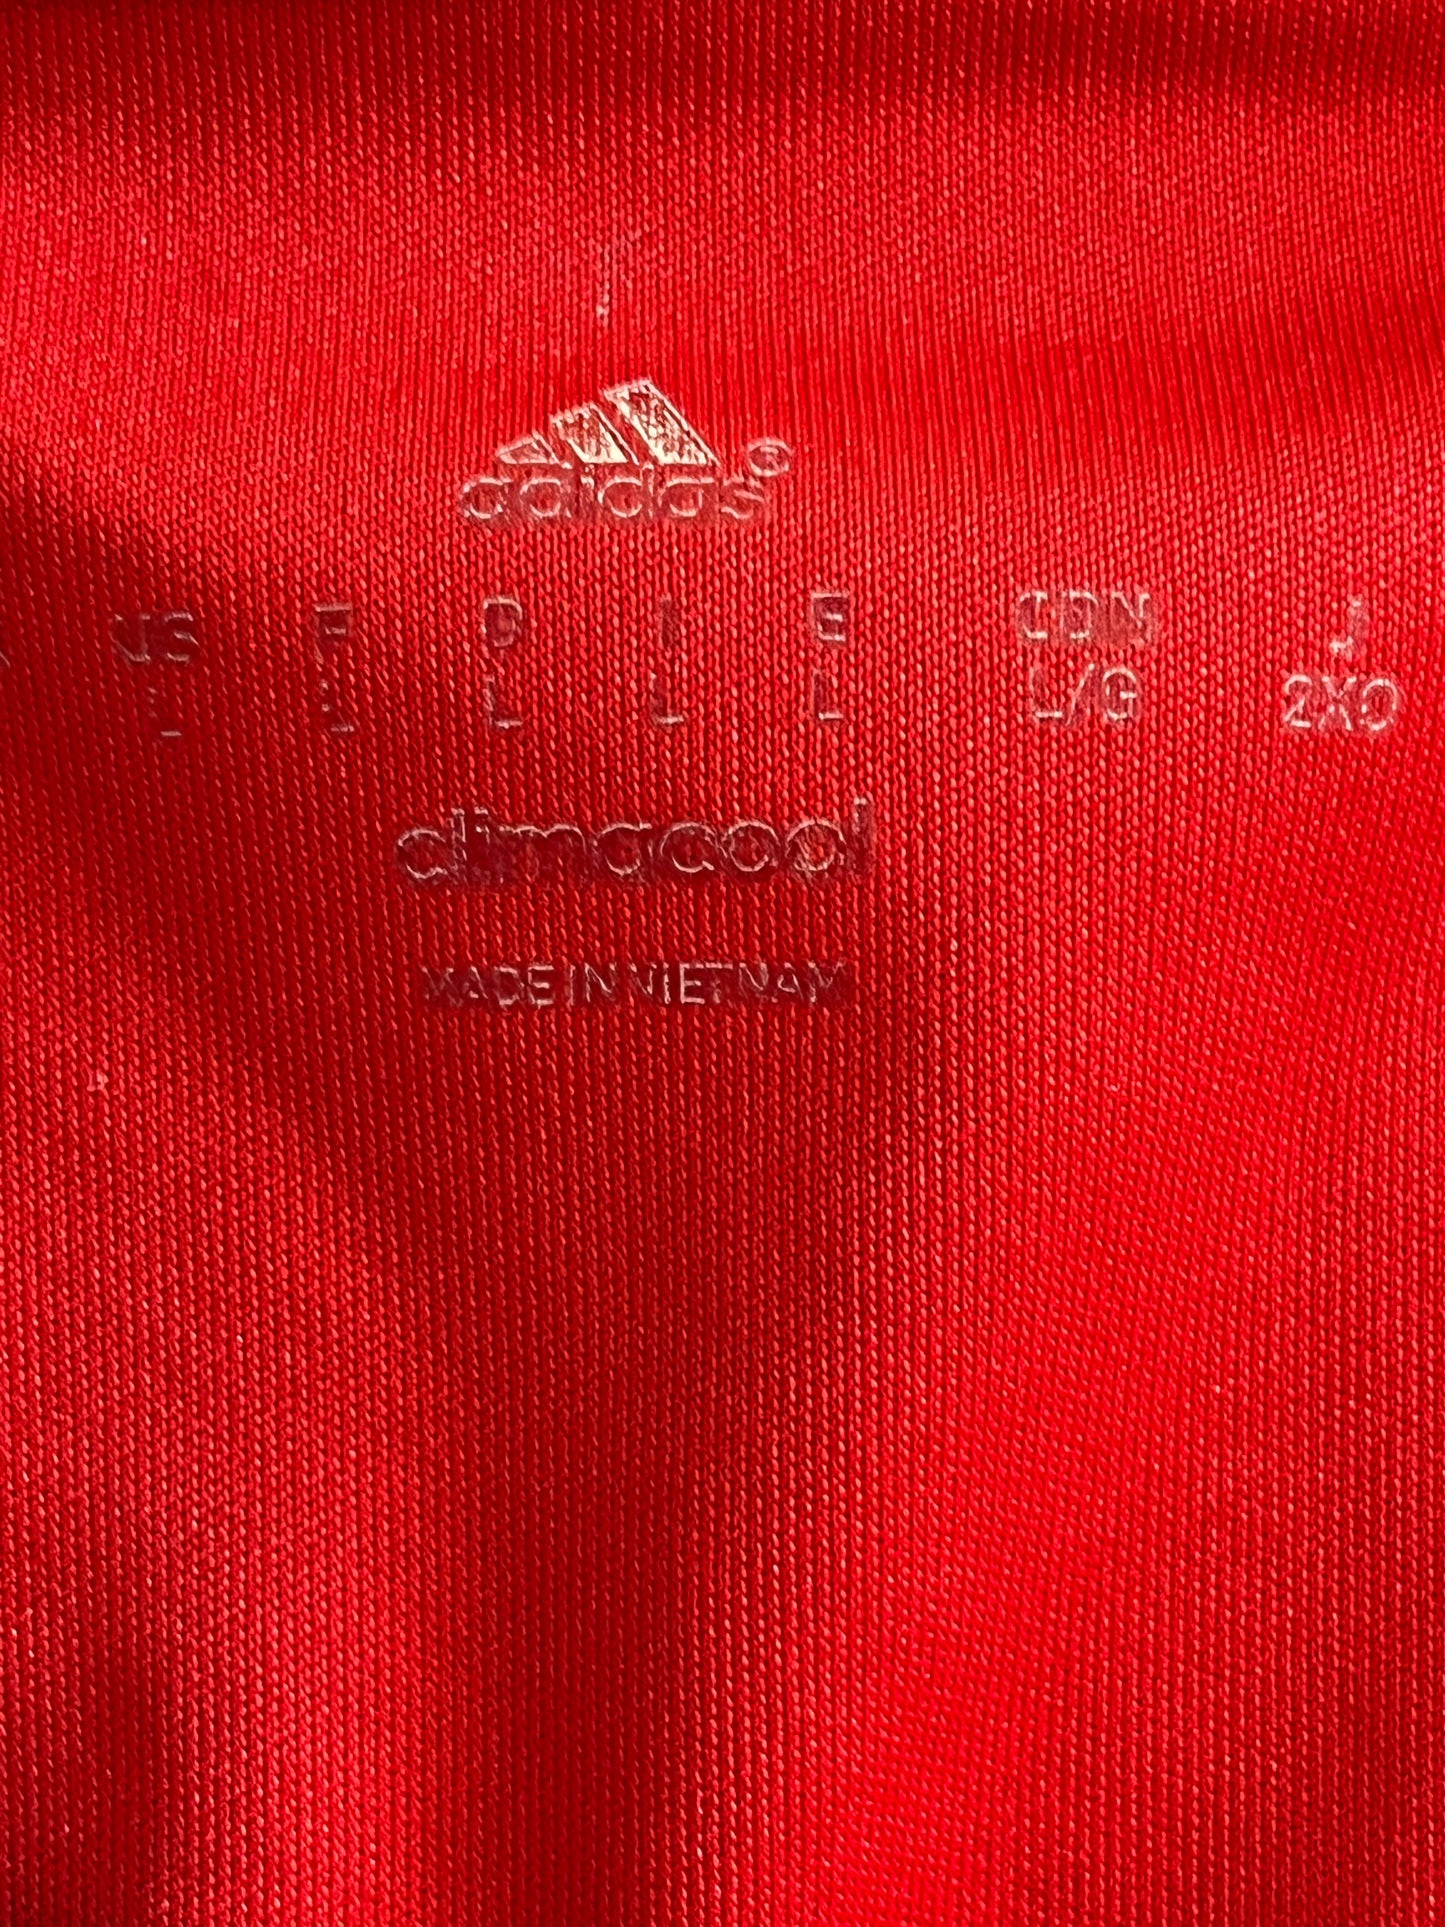 adidas®
US F D I E CDN J
L L L L L L/G 2XO
climacool
MADE IN VIETNAM